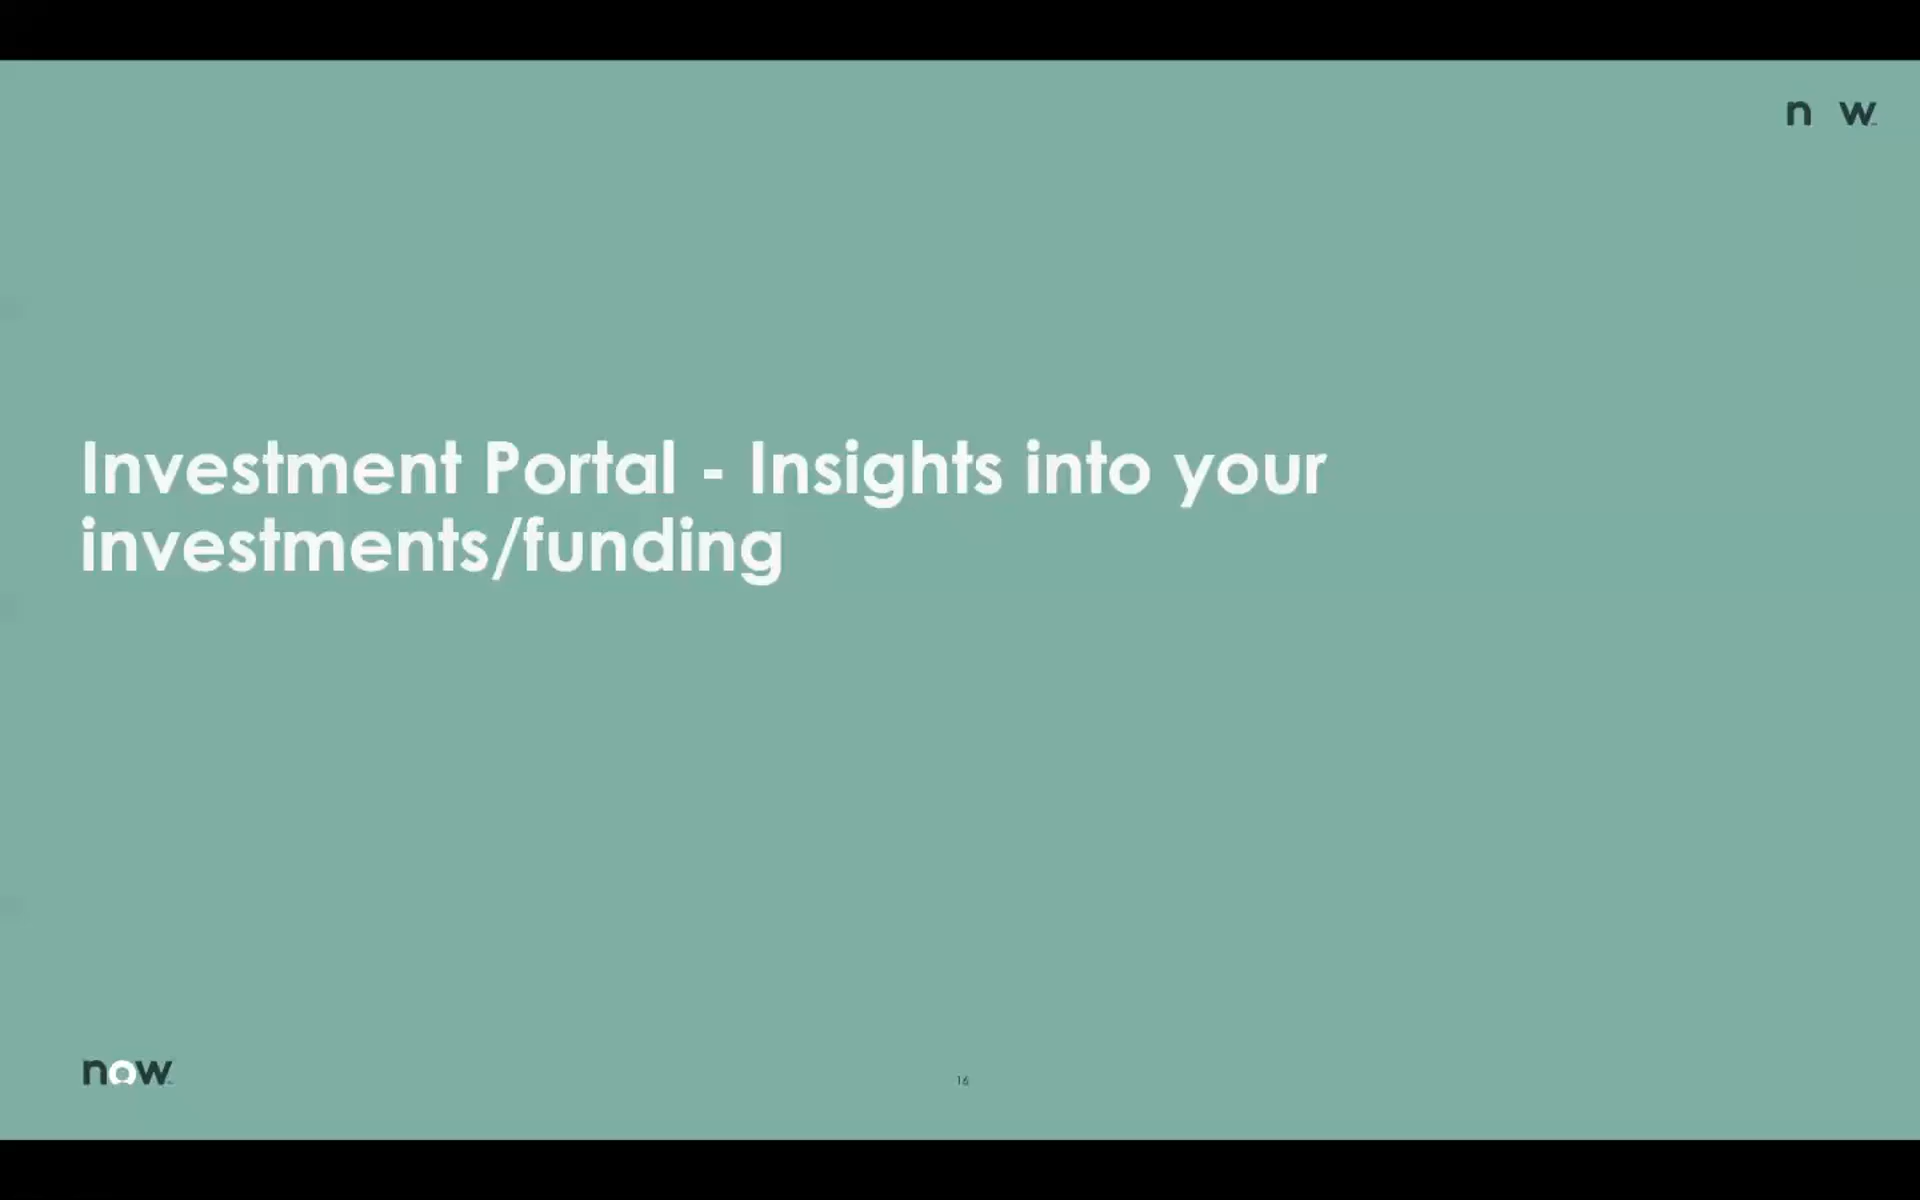 n w
Investment Portal - Insights into your
investments/funding
now
16